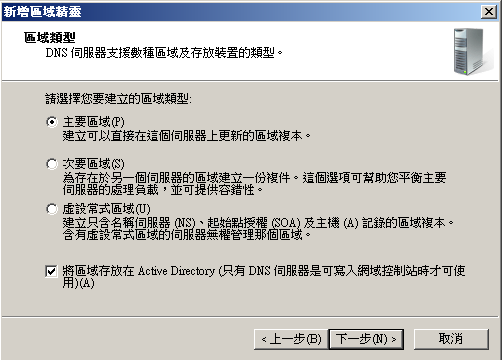 新增區域精靈
區域類型
DNS 伺服器支援數種區域及存放裝置的類型。
請選擇您要建立的區域類型:
主要區域(P)
建立可以直接在這個伺服器上更新的區域複本。
次要區域(S)
為存在於另一個伺服器的區域建立一份複件。這個選項可幫助您平衡主要
伺服器的處理負載，並可提供容錯性。
虛設常式區域(U)
建立只含名稱伺服器 (NS)、起始點授權 (SOA) 及主機 (A) 記錄的區域複本。
含有虛設常式區域的伺服器無權管理那個區域。
將區域存放在 Active Directory (只有 DNS 伺服器是可寫入網域控制站時才可使
用)(A)
< 上一步(B) 下一步(N) > 取消